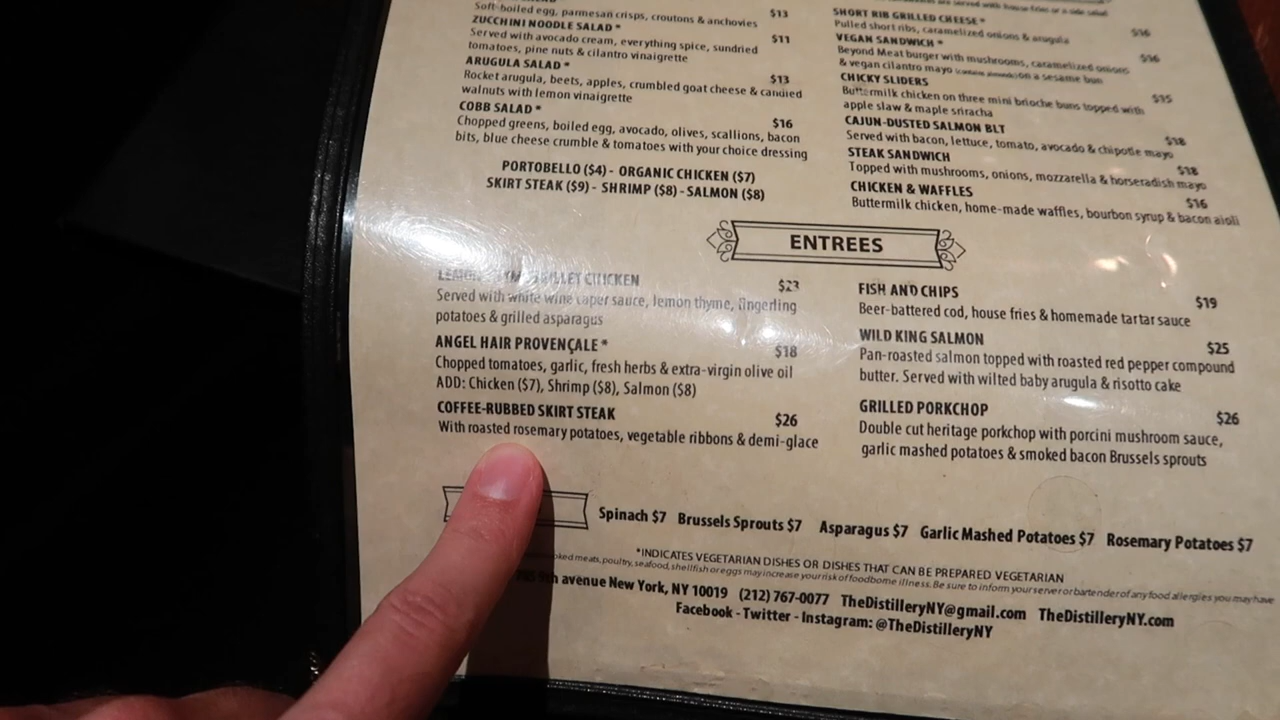 Soft-boiled egg, parmesan crisps, croutons & anchovies $13
ZUCCHINI NOODLE SALAD * $11
Served with avocado cream, everything spice, sundried
tomatoes, pine nuts & cilantro vinaigrette
ARUGULA SALAD * $13
Rocket arugula, beets, apples, crumbled goat cheese & candied
walnuts with lemon vinaigrette
COBB SALAD * $16
Chopped greens, boiled egg, avocado, olives, scallions, bacon
bits, blue cheese crumble & tomatoes with your choice dressing
PORTOBELLO ($4) - ORGANIC CHICKEN ($7)
SKIRT STEAK ($9) - SHRIMP ($8) - SALMON ($8)
SHORT RIB GRILLED CHEESE * $16
Pulled short ribs, caramelized onions & arugula
VEGAN SANDWICH * $16
Beyond Meat burger with mushrooms, caramelized onions
& vegan cilantro mayo on a sesame bun
CHICKY SLIDERS $15
Buttermilk chicken on three mini brioche buns topped with
apple slaw & maple sriracha
CAJUN-DUSTED SALMON BLT $18
Served with bacon, lettuce, tomato, avocado & chipotle mayo
STEAK SANDWICH $18
Topped with mushrooms, onions, mozzarella & horseradish mayo
CHICKEN & WAFFLES $16
Buttermilk chicken, home-made waffles, bourbon syrup & bacon aioli
ENTREES
LEMON SKILLET CHICKEN $23
Served with white wine caper sauce, lemon thyme, fingerling
potatoes & grilled asparagus
ANGEL HAIR PROVENÇALE * $18
Chopped tomatoes, garlic, fresh herbs & extra-virgin olive oil
ADD: Chicken ($7), Shrimp ($8), Salmon ($8)
COFFEE-RUBBED SKIRT STEAK $26
With roasted rosemary potatoes, vegetable ribbons & demi-glace
FISH AND CHIPS $19
Beer-battered cod, house fries & homemade tartar sauce
WILD KING SALMON $25
Pan-roasted salmon topped with roasted red pepper compound
butter. Served with wilted baby arugula & risotto cake
GRILLED PORKCHOP $26
Double cut heritage porkchop with porcini mushroom sauce,
garlic mashed potatoes & smoked bacon Brussels sprouts
Spinach $7 Brussels Sprouts $7 Asparagus $7 Garlic Mashed Potatoes $7 Rosemary Potatoes $7
*INDICATES VEGETARIAN DISHES OR DISHES THAT CAN BE PREPARED VEGETARIAN
meats, poultry, seafood, shellfish or eggs may increase your risk of foodborne illness. Be sure to inform your server or bartender of any food allergies you may have
avenue New York, NY 10019 (212) 767-0077 TheDistilleryNY@gmail.com TheDistilleryNY.com
Facebook - Twitter - Instagram: @TheDistilleryNY